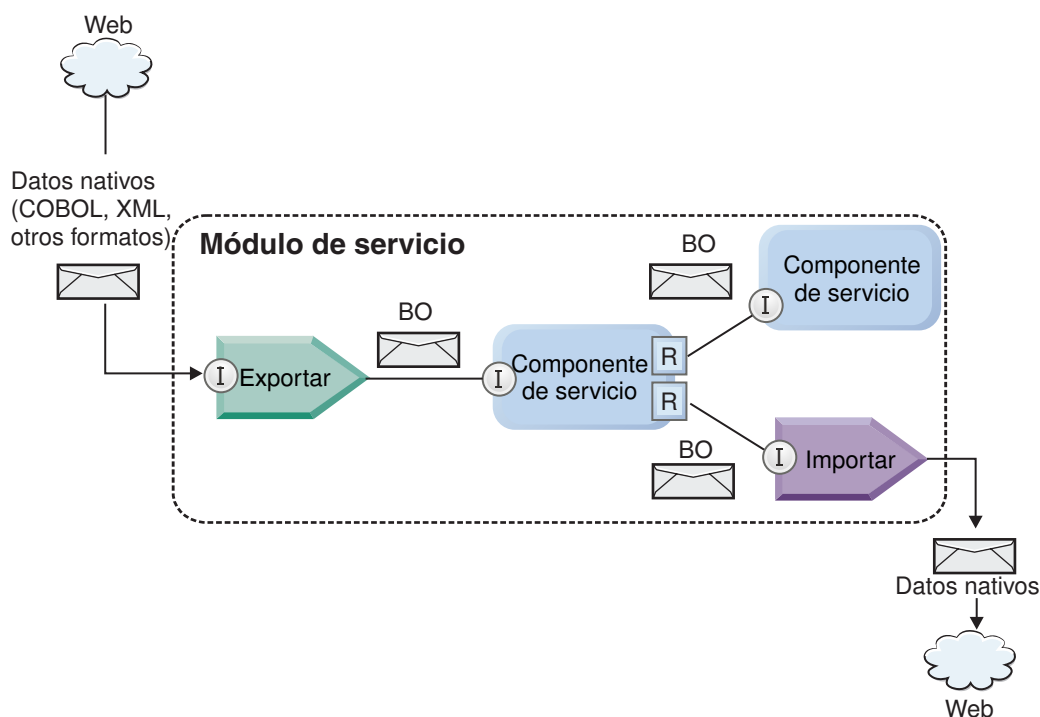 Web
Datos nativos
(COBOL, XML,
otros formatos)
Módulo de servicio
BO
Componente
de servicio
I
BO
I
Exportar
I
Componente
de servicio
R
R
BO
I
Importar
Datos nativos
Web